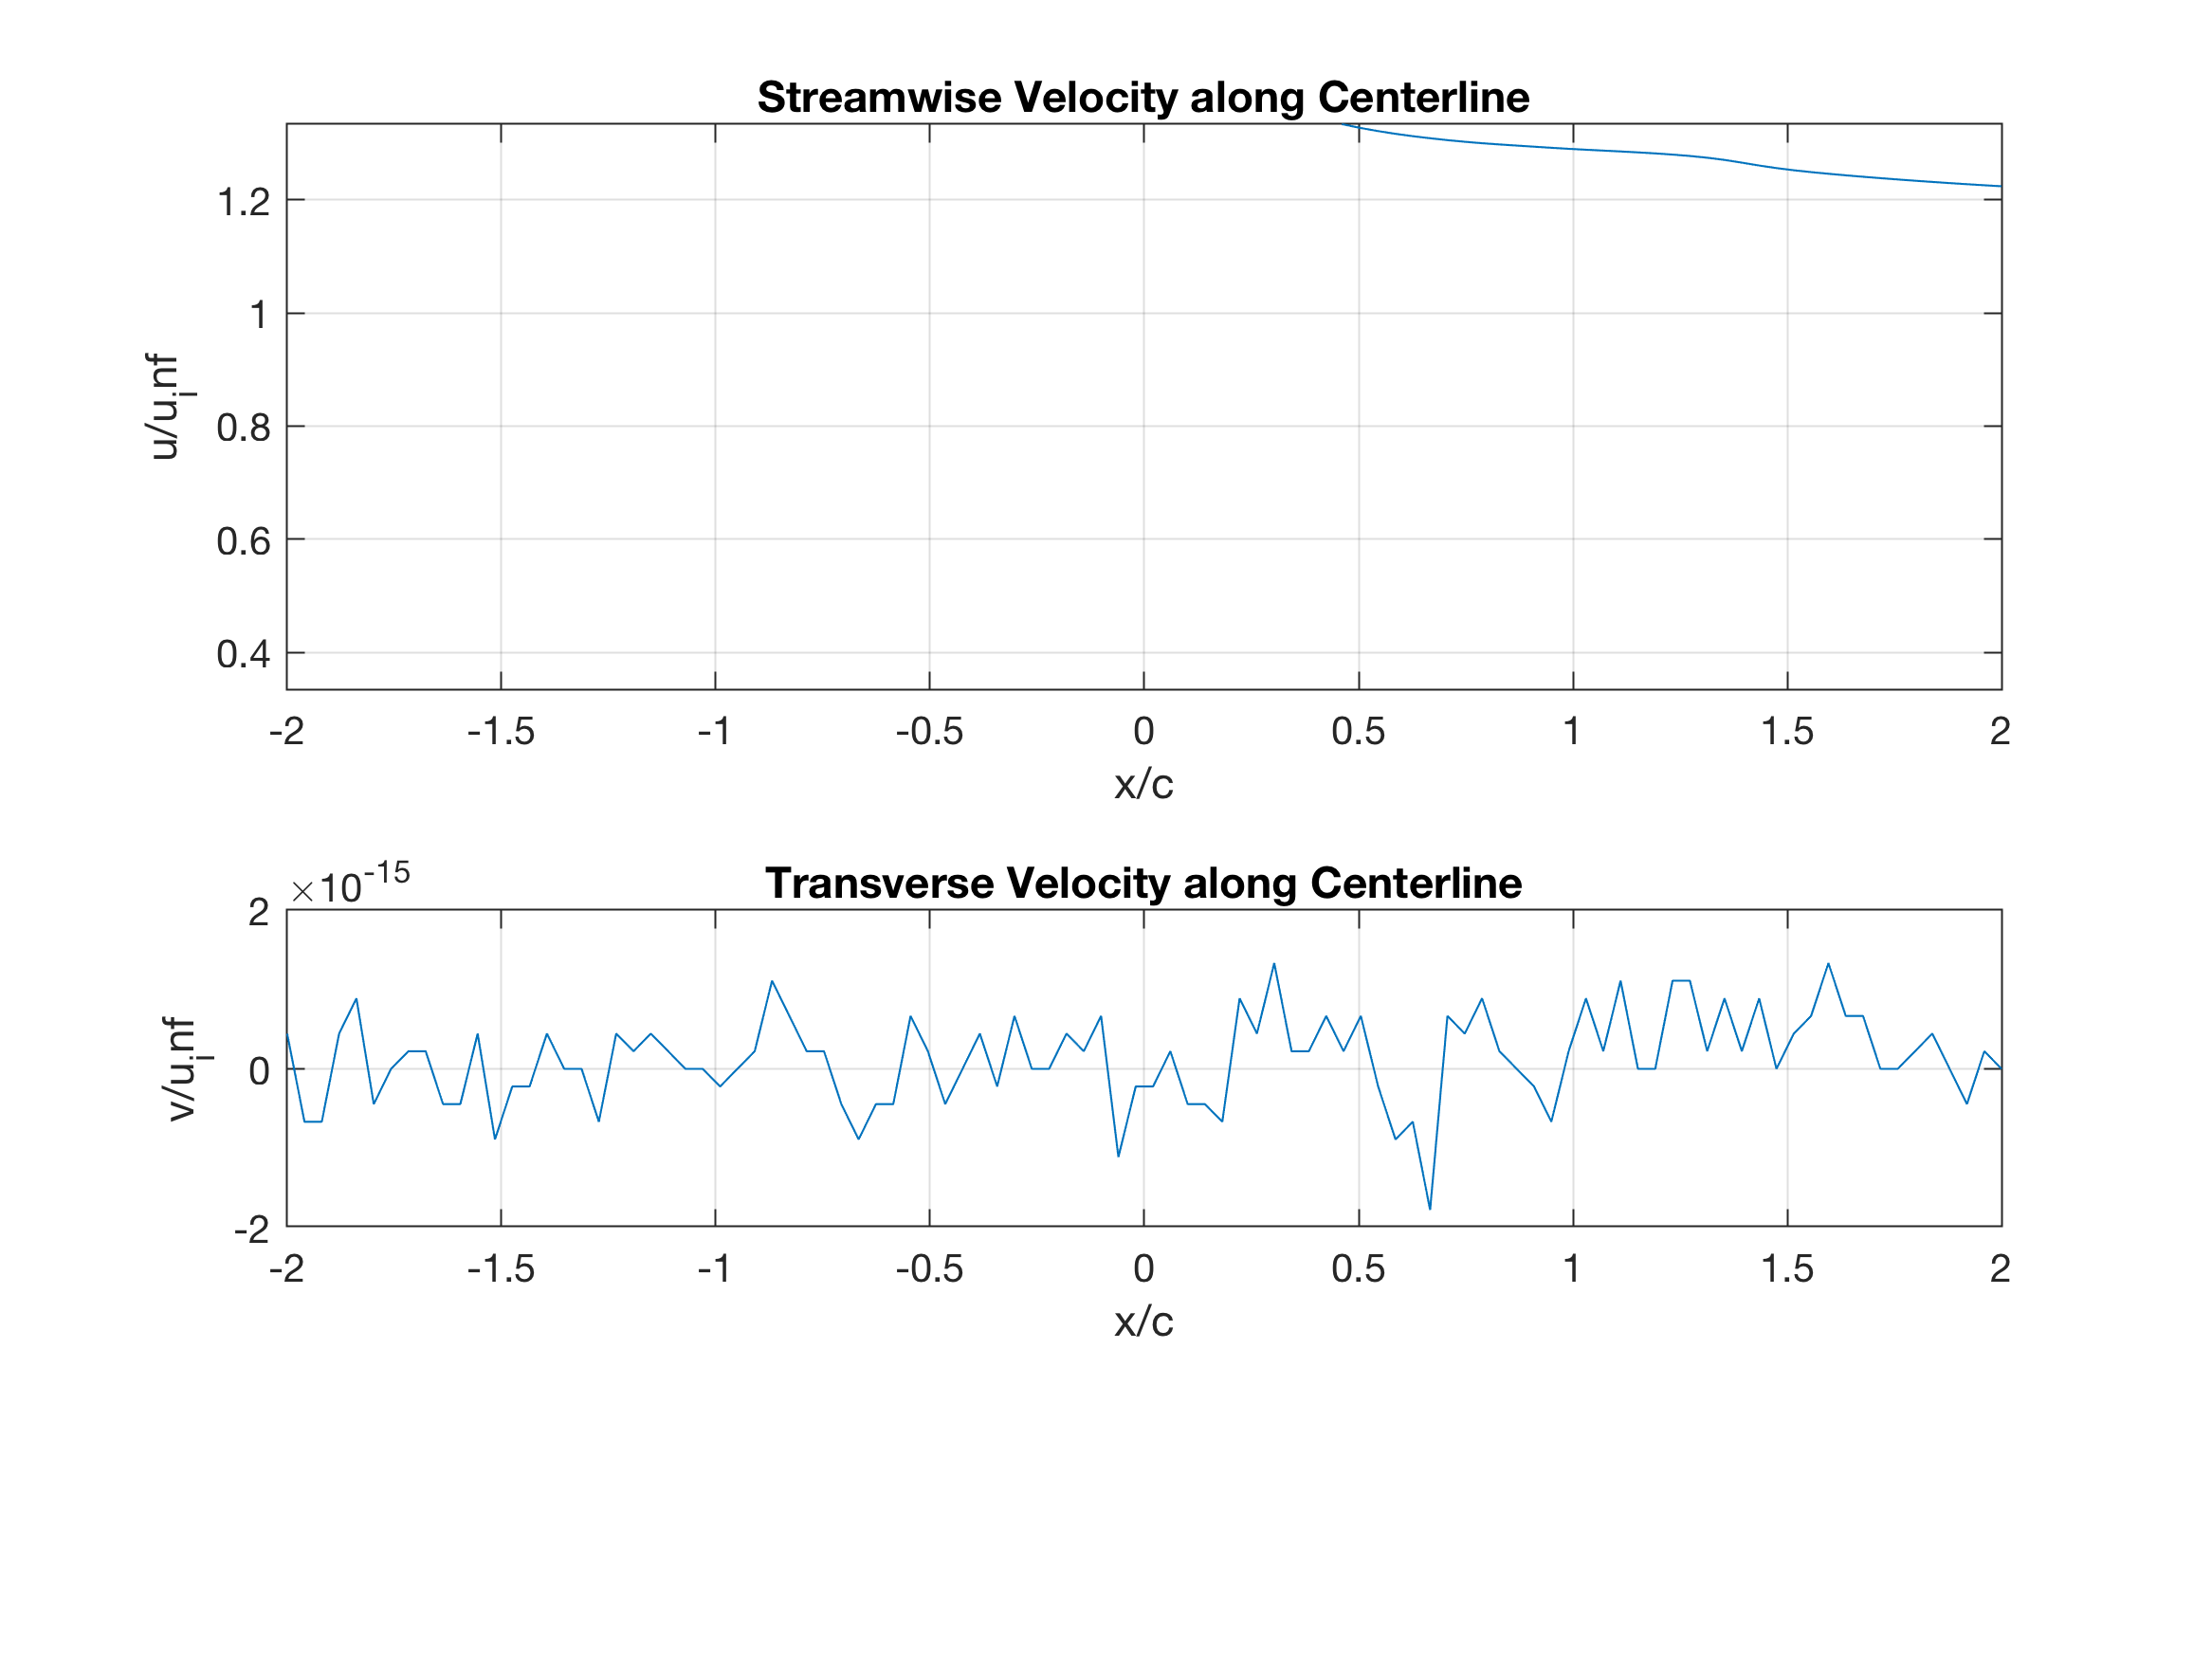 Streamwise Velocity along Centerline
1.2
1
0.8
0.6
0.4
u/u_inf
-2 -1.5 -1 -0.5 0 0.5 1 1.5 2
x/c
×10^-15
Transverse Velocity along Centerline
2
0
-2
v/u_inf
-2 -1.5 -1 -0.5 0 0.5 1 1.5 2
x/c